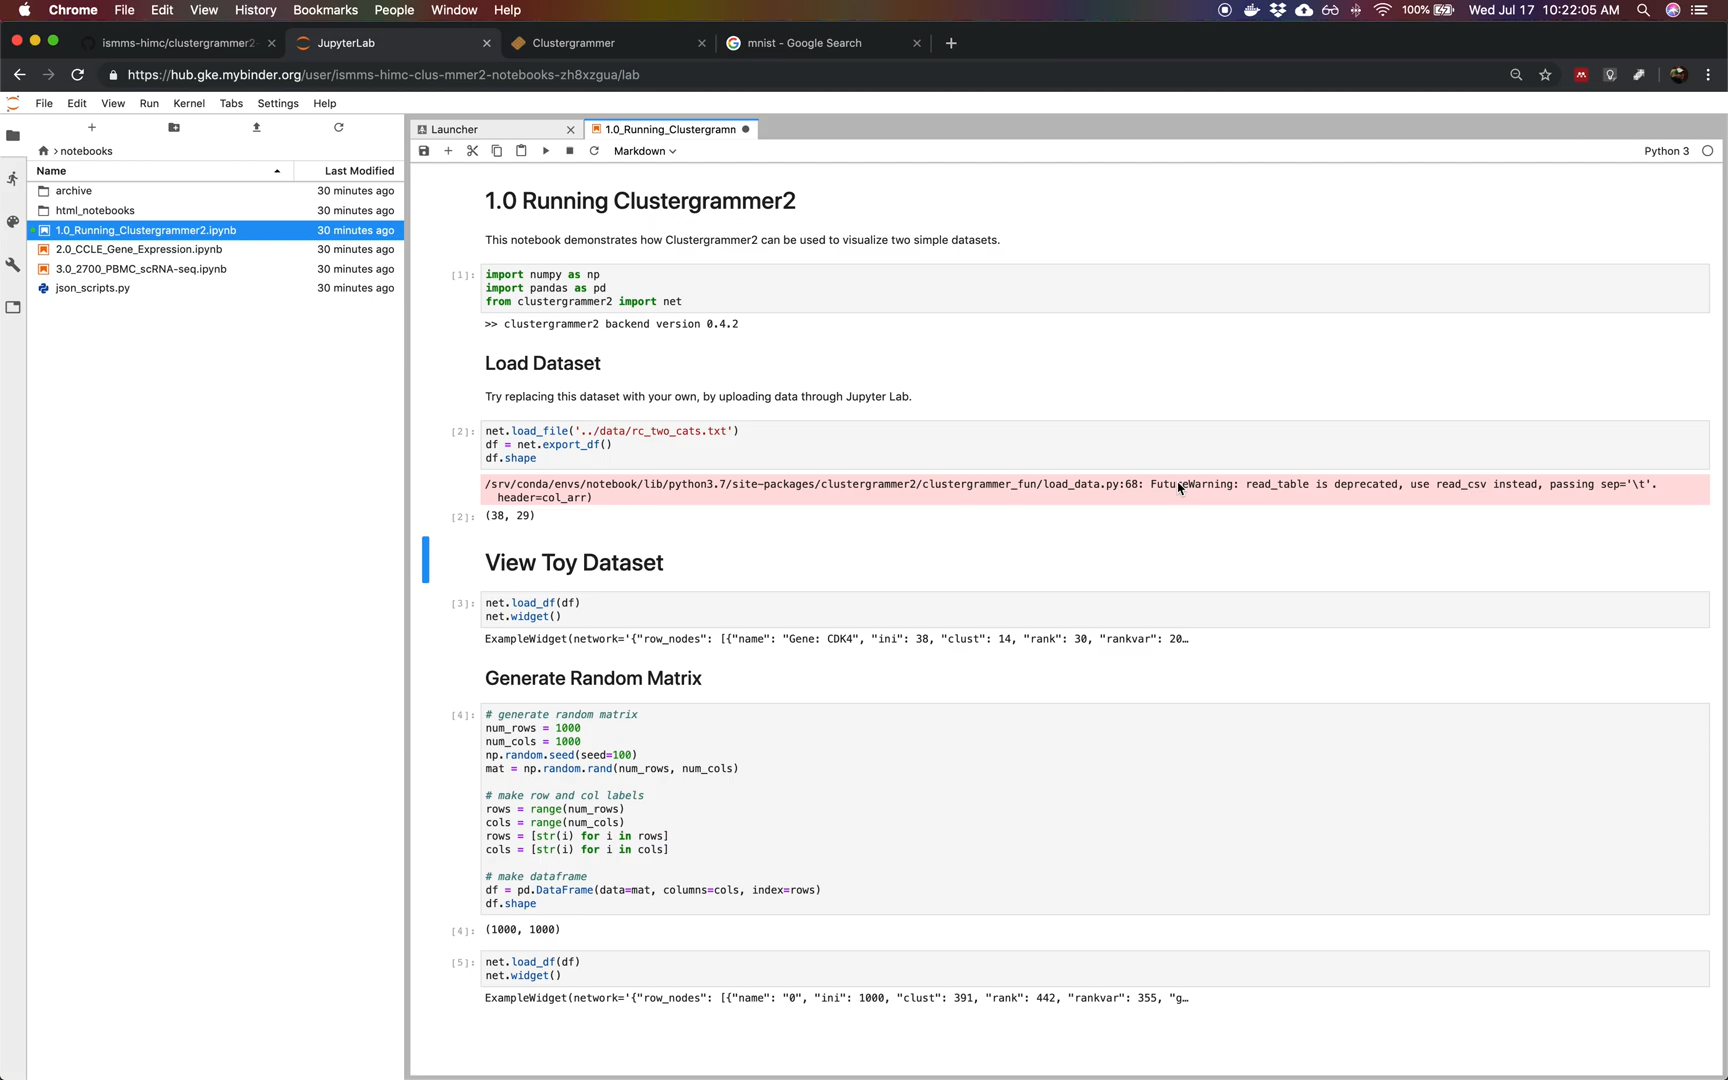 Chrome File Edit View History Bookmarks People Window Help 100% Wed Jul 17 10:22:05 AM
ismms-himc/clustergrammer2- JupyterLab Clustergrammer mnist - Google Search
https://hub.gke.mybinder.org/user/ismms-himc-clus-mmer2-notebooks-zh8xzgua/lab
File Edit View Run Kernel Tabs Settings Help
Launcher 1.0_Running_Clustergramn
Markdown Python 3
notebooks
Name Last Modified
archive 30 minutes ago
html_notebooks 30 minutes ago
1.0_Running_Clustergrammer2.ipynb 30 minutes ago
2.0_CCLE_Gene_Expression.ipynb 30 minutes ago
3.0_2700_PBMC_scRNA-seq.ipynb 30 minutes ago
json_scripts.py 30 minutes ago
1.0 Running Clustergrammer2
This notebook demonstrates how Clustergrammer2 can be used to visualize two simple datasets.
[1]: import numpy as np
import pandas as pd
from clustergrammer2 import net
>> clustergrammer2 backend version 0.4.2
Load Dataset
Try replacing this dataset with your own, by uploading data through Jupyter Lab.
[2]: net.load_file('../data/rc_two_cats.txt')
df = net.export_df()
df.shape
/srv/conda/envs/notebook/lib/python3.7/site-packages/clustergrammer2/clustergrammer_fun/load_data.py:68: FutureWarning: read_table is deprecated, use read_csv instead, passing sep='\t'.
header=col_arr)
[2]: (38, 29)
View Toy Dataset
[3]: net.load_df(df)
net.widget()
ExampleWidget(network='{"row_nodes": [{"name": "Gene: CDK4", "ini": 38, "clust": 14, "rank": 30, "rankvar": 20…
Generate Random Matrix
[4]: # generate random matrix
num_rows = 1000
num_cols = 1000
np.random.seed(seed=100)
mat = np.random.rand(num_rows, num_cols)
# make row and col labels
rows = range(num_rows)
cols = range(num_cols)
rows = [str(i) for i in rows]
cols = [str(i) for i in cols]
# make dataframe
df = pd.DataFrame(data=mat, columns=cols, index=rows)
df.shape
[4]: (1000, 1000)
[5]: net.load_df(df)
net.widget()
ExampleWidget(network='{"row_nodes": [{"name": "0", "ini": 1000, "clust": 391, "rank": 442, "rankvar": 355, "g…